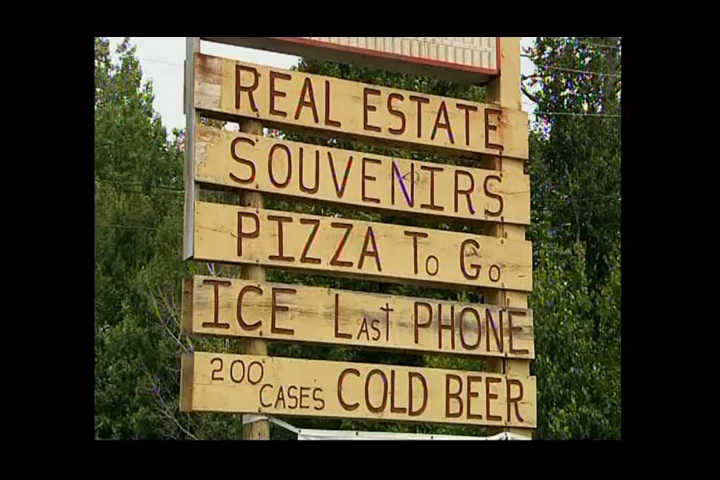 REAL ESTATE
SOUVENIRS
PIZZA To Go
ICE LAST PHONE
200 CASES COLD BEER